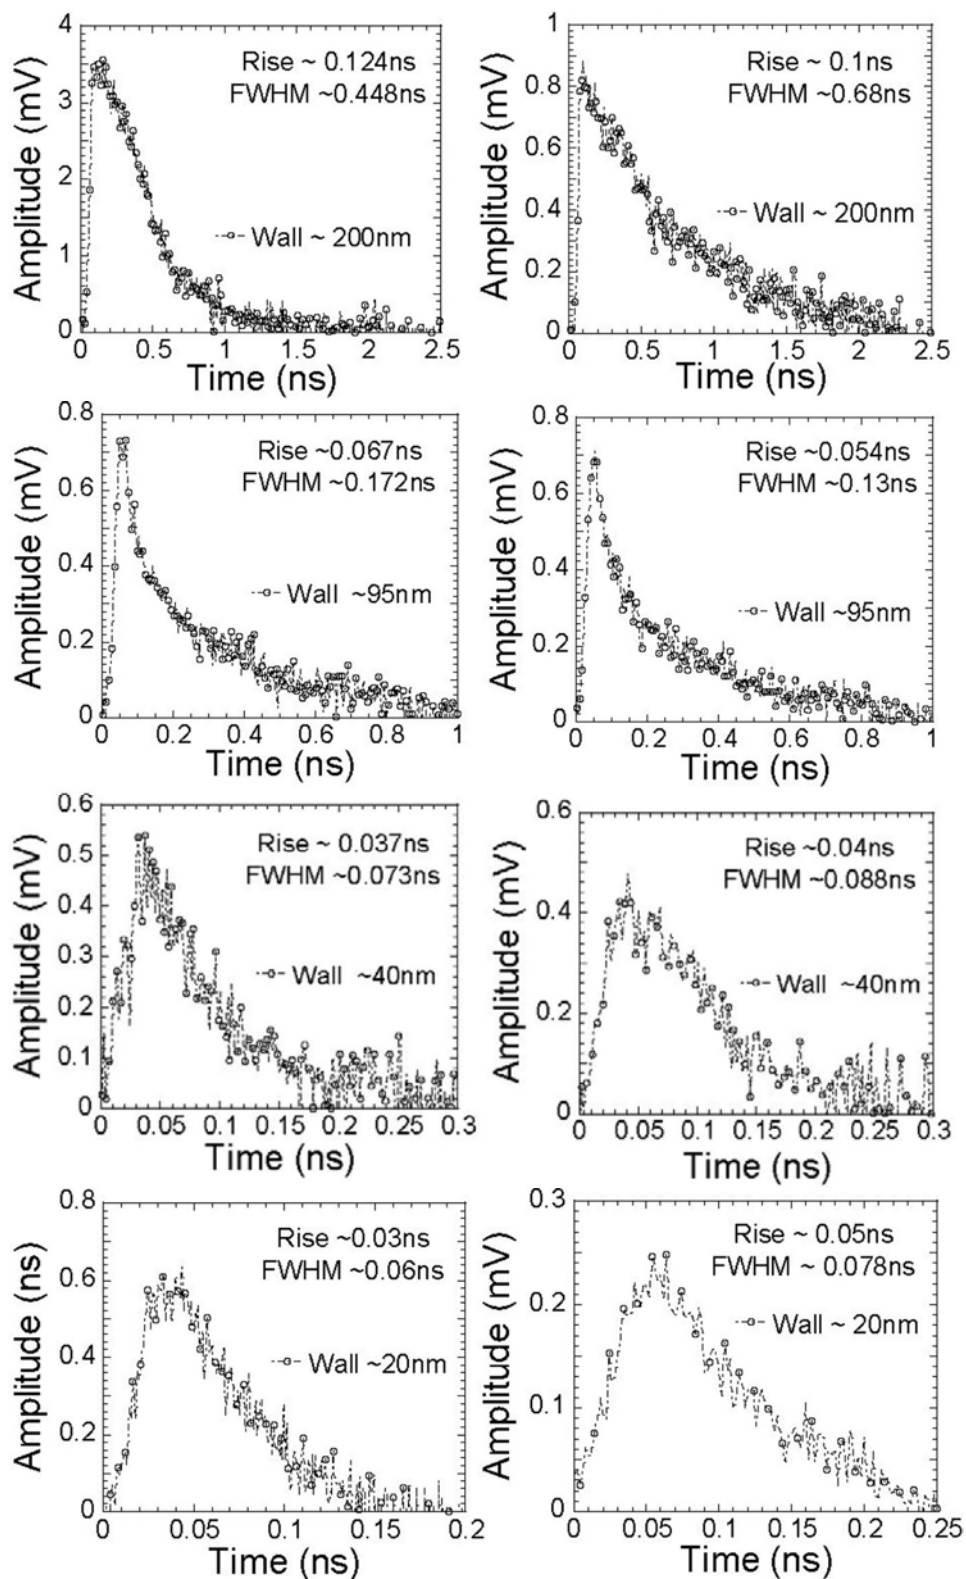 4
3
2
1
0
Amplitude (mV)
Rise ~ 0.124ns
FWHM ~0.448ns
Wall ~ 200nm
0 0.5 1 1.5 2 2.5
Time (ns)
1
0.8
0.6
0.4
0.2
0
Amplitude (mV)
Rise ~ 0.1ns
FWHM ~0.68ns
Wall ~ 200nm
0 0.5 1 1.5 2 2.5
Time (ns)
0.8
0.6
0.4
0.2
0
Amplitude (mV)
Rise ~0.067ns
FWHM ~0.172ns
Wall ~95nm
0 0.2 0.4 0.6 0.8 1
Time (ns)
0.8
0.6
0.4
0.2
0
Amplitude (mV)
Rise ~0.054ns
FWHM ~0.13ns
Wall ~95nm
0 0.2 0.4 0.6 0.8 1
Time (ns)
0.6
0.5
0.4
0.3
0.2
0.1
0
Amplitude (mV)
Rise ~ 0.037ns
FWHM ~0.073ns
Wall ~40nm
0 0.05 0.1 0.15 0.2 0.25 0.3
Time (ns)
0.6
0.4
0.2
0
Amplitude (mV)
Rise ~0.04ns
FWHM ~0.088ns
Wall ~40nm
0 0.05 0.1 0.15 0.2 0.25 0.3
Time (ns)
0.8
0.6
0.4
0.2
0
Amplitude (ns)
Rise ~0.03ns
FWHM ~0.06ns
Wall ~20nm
0 0.05 0.1 0.15 0.2
Time (ns)
0.3
0.2
0.1
0
Amplitude (mV)
Rise ~ 0.05ns
FWHM ~ 0.078ns
Wall ~ 20nm
0 0.05 0.1 0.15 0.2 0.25
Time (ns)